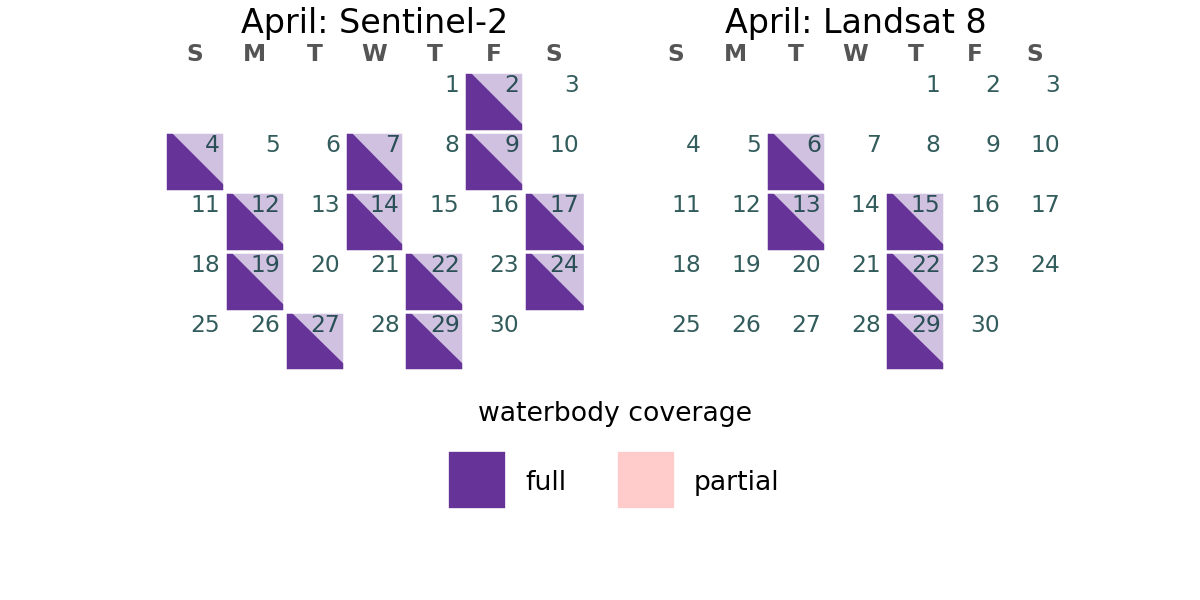 April: Sentinel-2
S M T W T F S
1 2 3
4 5 6 7 8 9 10
11 12 13 14 15 16 17
18 19 20 21 22 23 24
25 26 27 28 29 30
April: Landsat 8
S M T W T F S
1 2 3
4 5 6 7 8 9 10
11 12 13 14 15 16 17
18 19 20 21 22 23 24
25 26 27 28 29 30
waterbody coverage
full partial